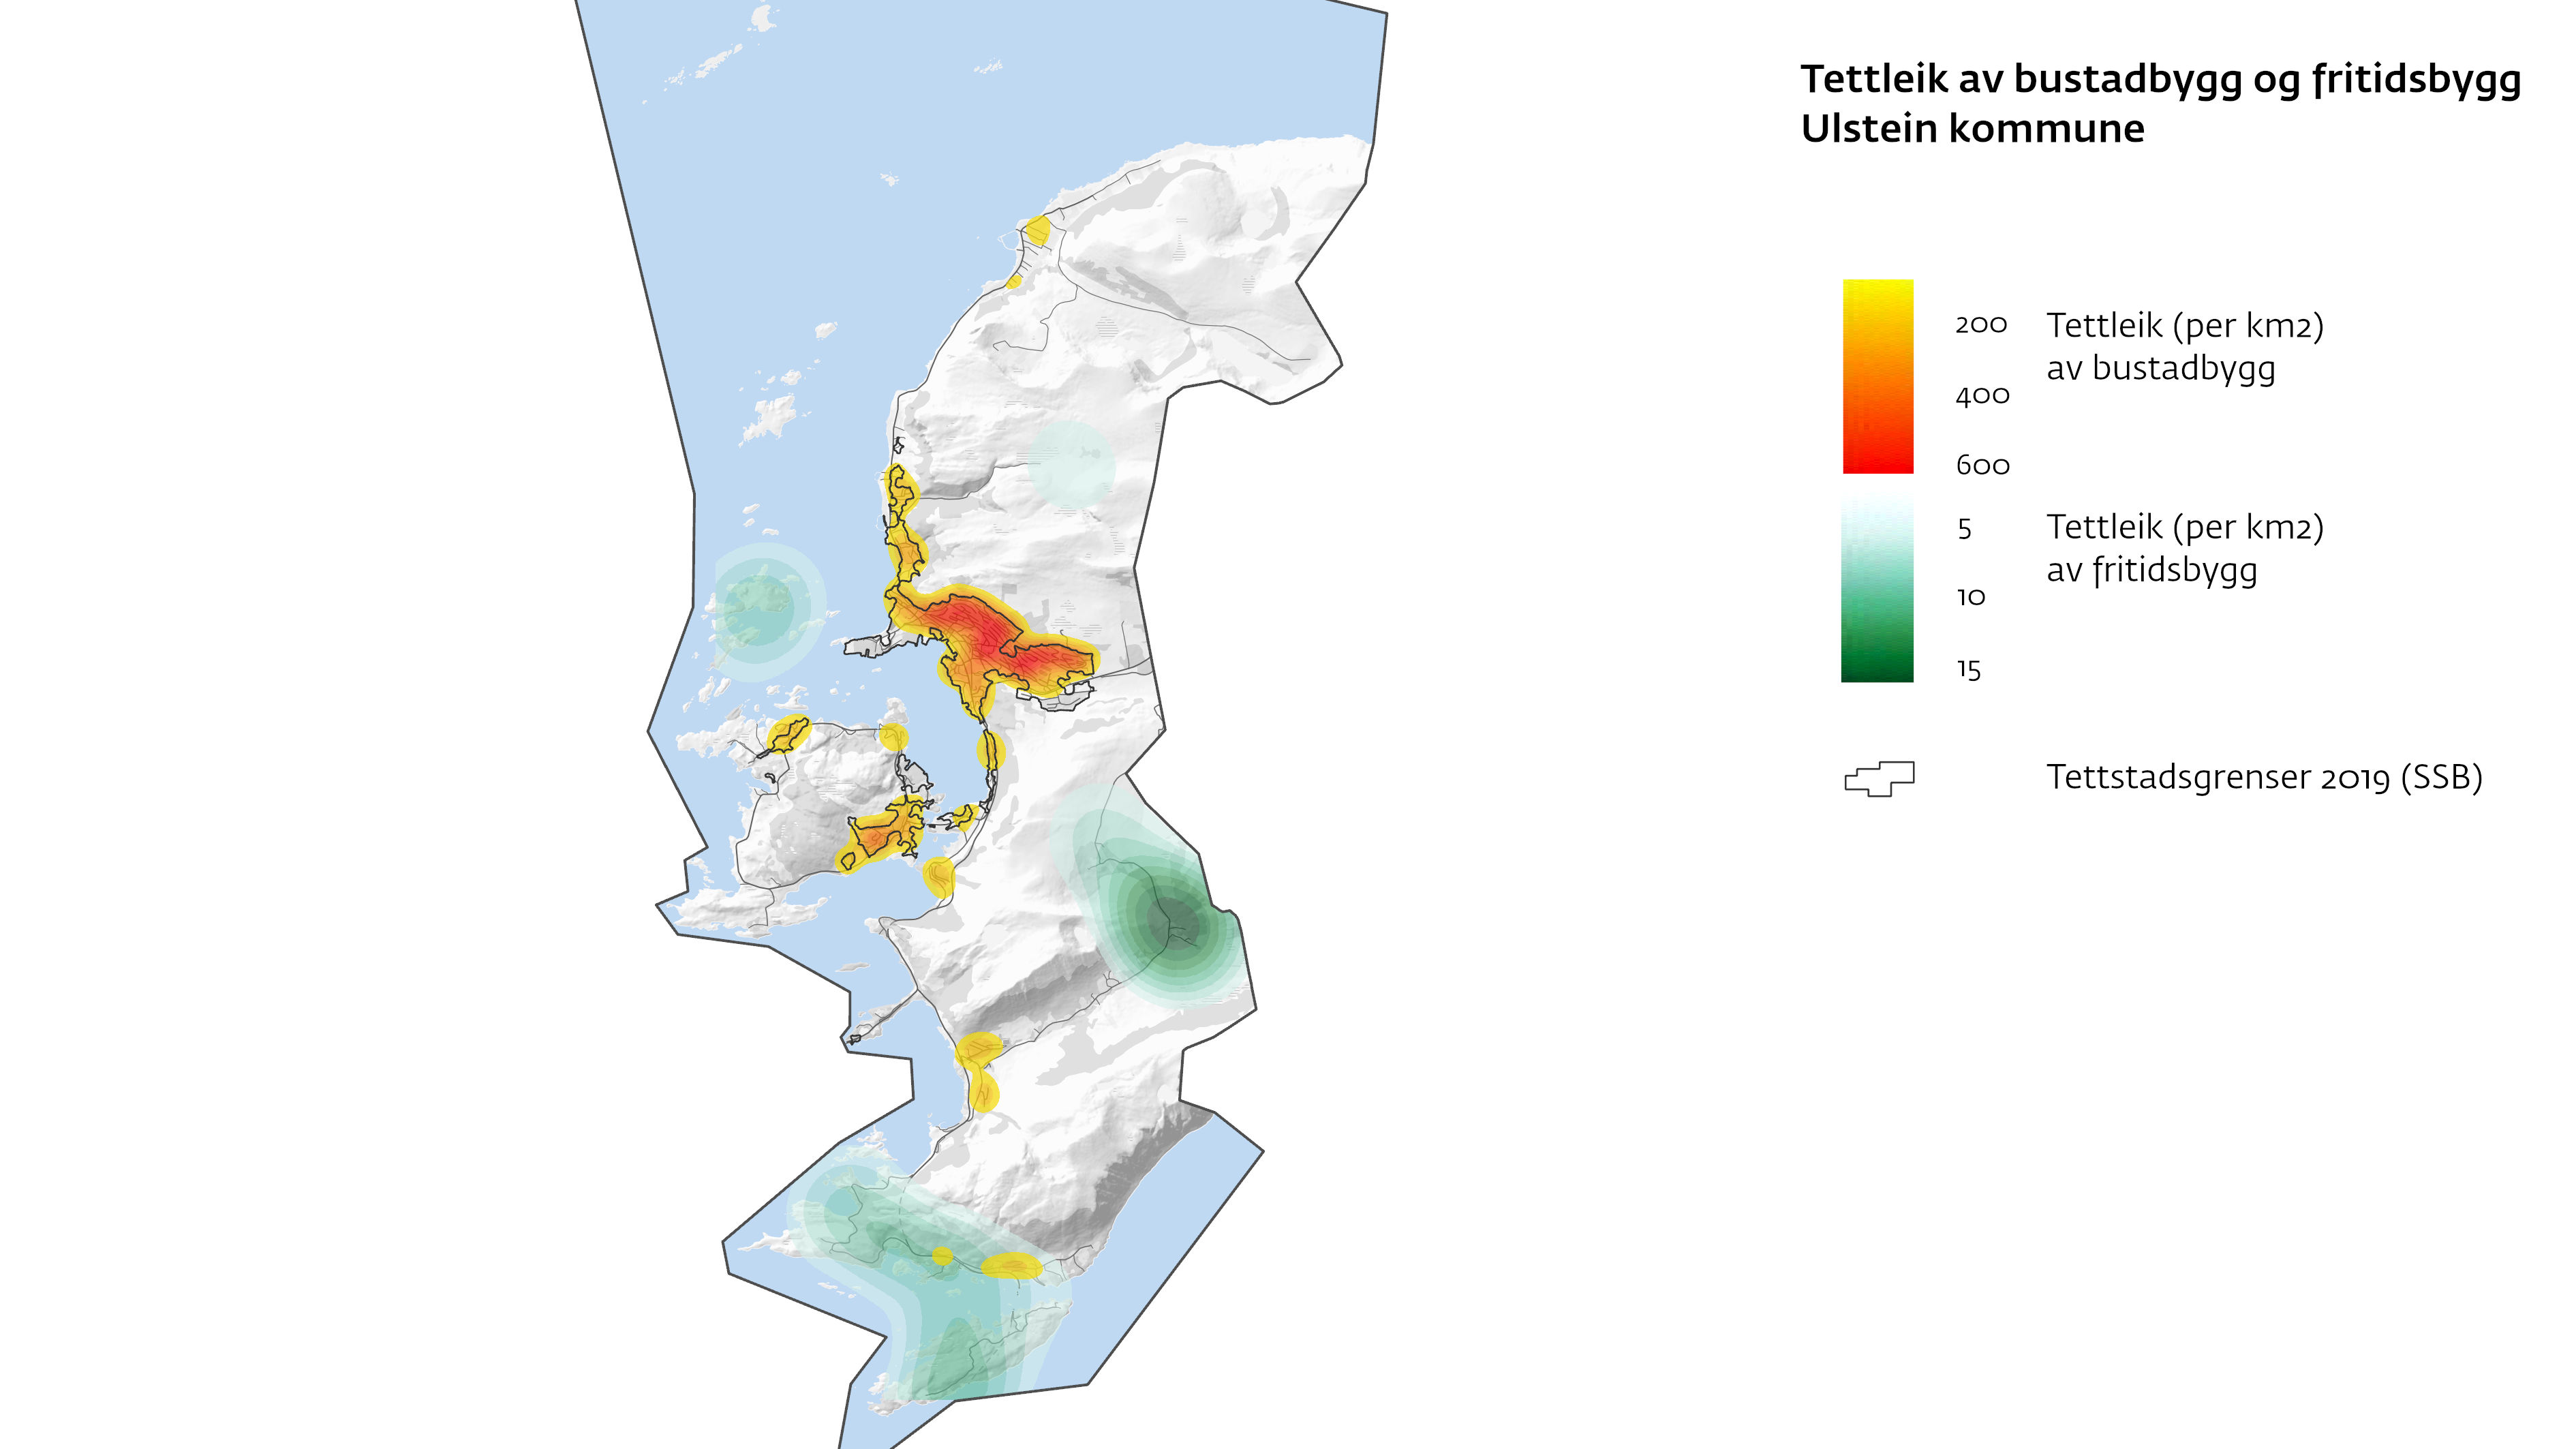 Tettleik av bustadbygg og fritidsbygg
Ulstein kommune
200
400
600
Tettleik (per km2)
av bustadbygg
5
10
15
Tettleik (per km2)
av fritidsbygg
Tettstadsgrenser 2019 (SSB)